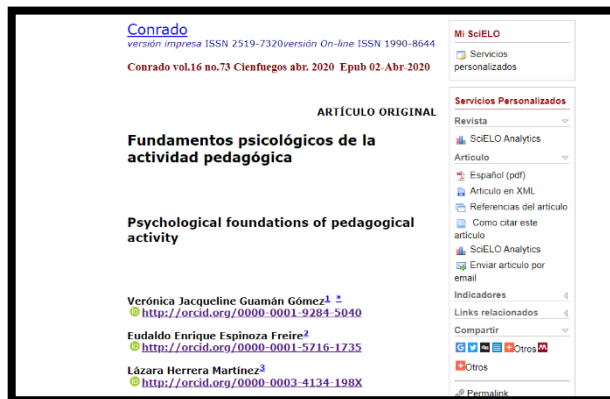 Conrado
versión impresa ISSN 2519-7320versión On-line ISSN 1990-8644
Conrado vol.16 no.73 Cienfuegos abr. 2020 Epub 02-Abr-2020
ARTÍCULO ORIGINAL
Fundamentos psicológicos de la
actividad pedagógica
Psychological foundations of pedagogical
activity
Verónica Jacqueline Guamán Gómez1 *
http://orcid.org/0000-0001-9284-5040
Eudaldo Enrique Espinoza Freire2
http://orcid.org/0000-0001-5716-1735
Lázara Herrera Martínez3
http://orcid.org/0000-0003-4134-198X
Mi SciELO
Servicios
personalizados
Servicios Personalizados
Revista
SciELO Analytics
Articulo
Español (pdf)
Articulo en XML
Referencias del artículo
Como citar este
artículo
SciELO Analytics
Enviar articulo por
email
Indicadores
Links relacionados
Compartir
Otros
Otros
Permalink